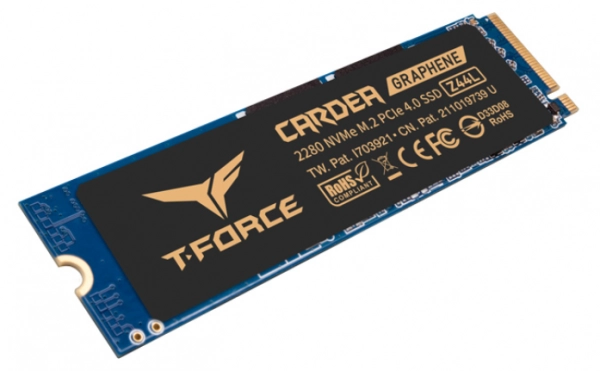 CARDEA
GRAPHENE
Z44L
2280 NVMe M.2 PCIe 4.0 SSD
TW. Pat. I703921 • CN. Pat. 211019739 U
RoHS
COMPLIANT
FC CE
D33D08
RoHS
T-FORCE